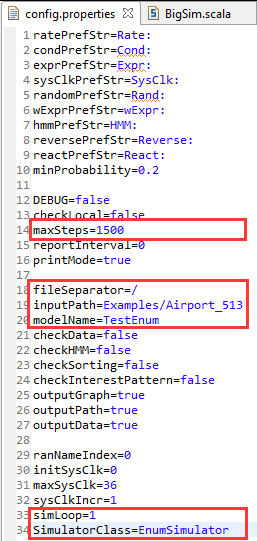 config.properties BigSim.scala
1 ratePrefStr=Rate:
2 condPrefStr=Cond:
3 exprPrefStr=Expr:
4 sysClkPrefStr=SysClk:
5 randomPrefStr=Rand:
6 wExprPrefStr=wExpr:
7 hmmPrefStr=HMM:
8 reversePrefStr=Reverse:
9 reactPrefStr=React:
10 minProbability=0.2
11
12 DEBUG=false
13 checkLocal=false
14 maxSteps=1500
15 reportInterval=0
16 printMode=true
17
18 fileSeparator=/
19 inputPath=Examples/Airport_513
20 modelName=TestEnum
21 checkData=false
22 checkHMM=false
23 checkSorting=false
24 checkInterestPattern=false
25 outputGraph=true
26 outputPath=true
27 outputData=true
28
29 ranNameIndex=0
30 initSysClk=0
31 maxSysClk=36
32 sysClkIncr=1
33 simLoop=1
34 SimulatorClass=EnumSimulator